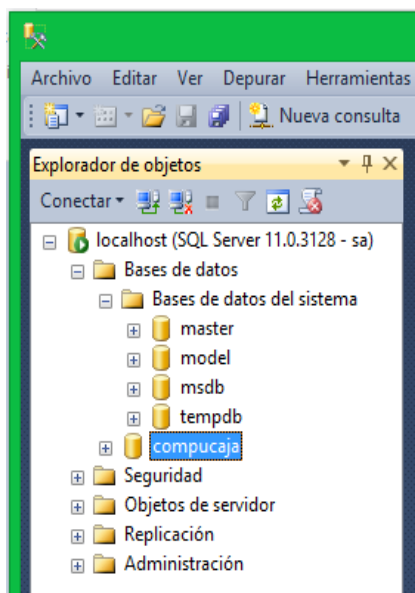 Archivo Editar Ver Depurar Herramientas
Nueva consulta
Explorador de objetos
Conectar
localhost (SQL Server 11.0.3128 - sa)
Bases de datos
Bases de datos del sistema
master
model
msdb
tempdb
compucaja
Seguridad
Objetos de servidor
Replicación
Administración